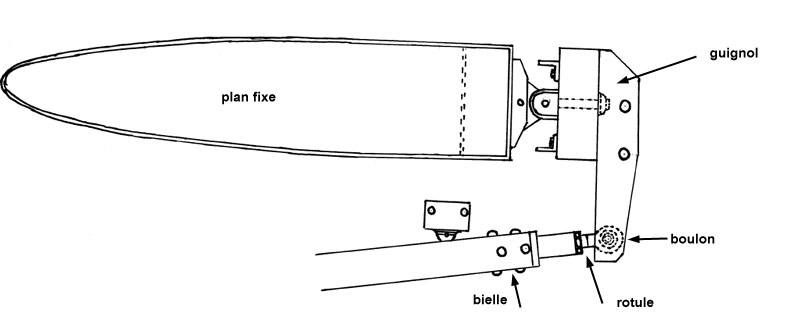 guignol
plan fixe
boulon
bielle
rotule